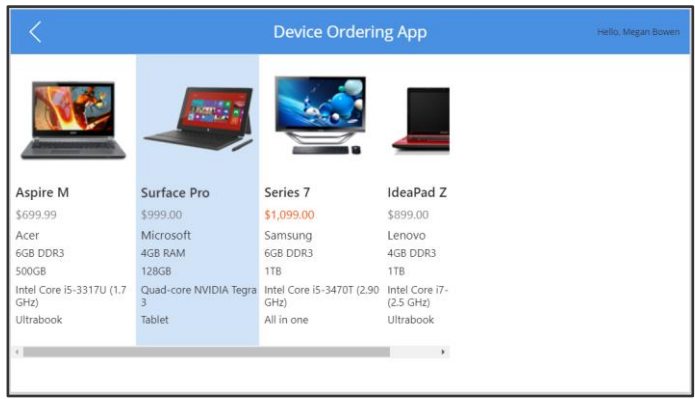 Device Ordering App
Hello, Megan Bowen
Aspire M
$699.99
Acer
6GB DDR3
500GB
Intel Core i5-3317U (1.7
GHz)
Ultrabook
Surface Pro
$999.00
Microsoft
4GB RAM
128GB
Quad-core NVIDIA Tegra
3
Tablet
Series 7
$1,099.00
Samsung
6GB DDR3
1TB
Intel Core i5-3470T (2.90
GHz)
All in one
IdeaPad Z
$899.00
Lenovo
4GB DDR3
1TB
Intel Core i7-
(2.5 GHz)
Ultrabook